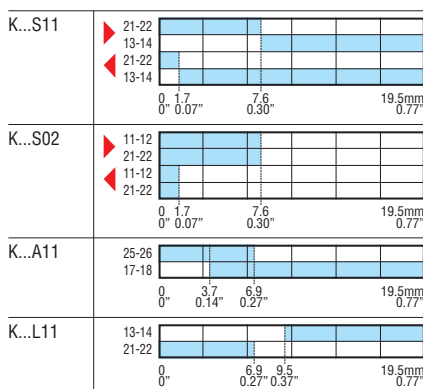 K...S11
21-22
13-14
21-22
13-14
0 1.7 7.6 19.5mm
0" 0.07" 0.30" 0.77"
K...S02
11-12
21-22
11-12
21-22
0 1.7 7.6 19.5mm
0" 0.07" 0.30" 0.77"
K...A11
25-26
17-18
0 3.7 6.9 19.5mm
0" 0.14" 0.27" 0.77"
K...L11
13-14
21-22
0 6.9 9.5 19.5mm
0" 0.27" 0.37" 0.77"